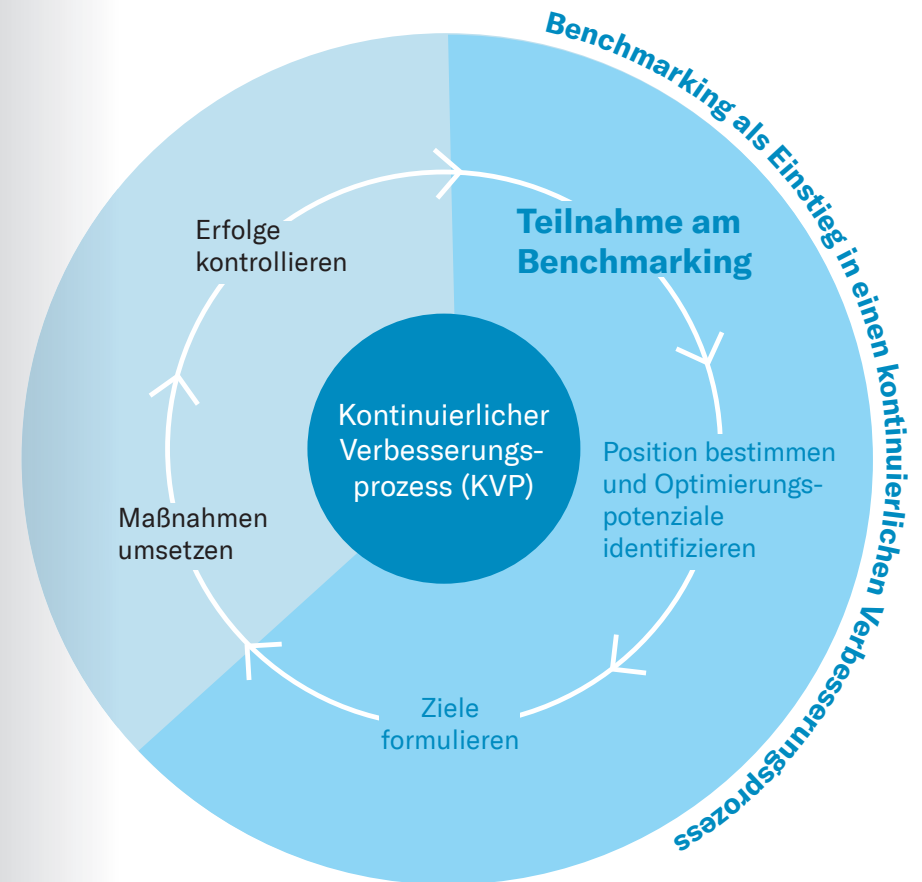 Benchmarking als Einstieg in einen kontinuierlichen Verbesserungsprozess
Teilnahme am
Benchmarking
Position bestimmen
und Optimierungs-
potenziale
identifizieren
Ziele
formulieren
Maßnahmen
umsetzen
Erfolge
kontrollieren
Kontinuierlicher
Verbesserungs-
prozess (KVP)